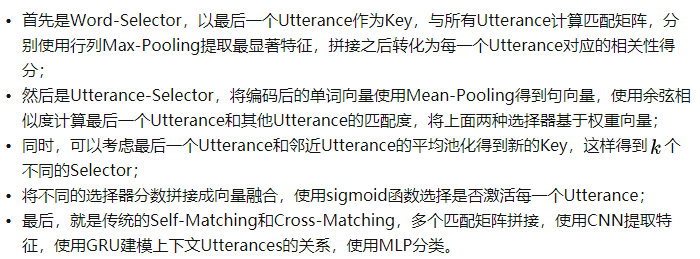 • 首先是Word-Selector，以最后一个Utterance作为Key，与所有Utterance计算匹配矩阵，分
别使用行列Max-Pooling提取最显著特征，拼接之后转化为每一个Utterance对应的相关性得
分；
• 然后是Utterance-Selector，将编码后的单词向量使用Mean-Pooling得到句向量，使用余弦相
似度计算最后一个Utterance和其他Utterance的匹配度，将上面两种选择器基于权重向量；
• 同时，可以考虑最后一个Utterance和邻近Utterance的平均池化得到新的Key，这样得到 k 个
不同的Selector；
• 将不同的选择器分数拼接成向量融合，使用sigmoid函数选择是否激活每一个Utterance；
• 最后，就是传统的Self-Matching和Cross-Matching，多个匹配矩阵拼接，使用CNN提取特
征，使用GRU建模上下文Utterances的关系，使用MLP分类。